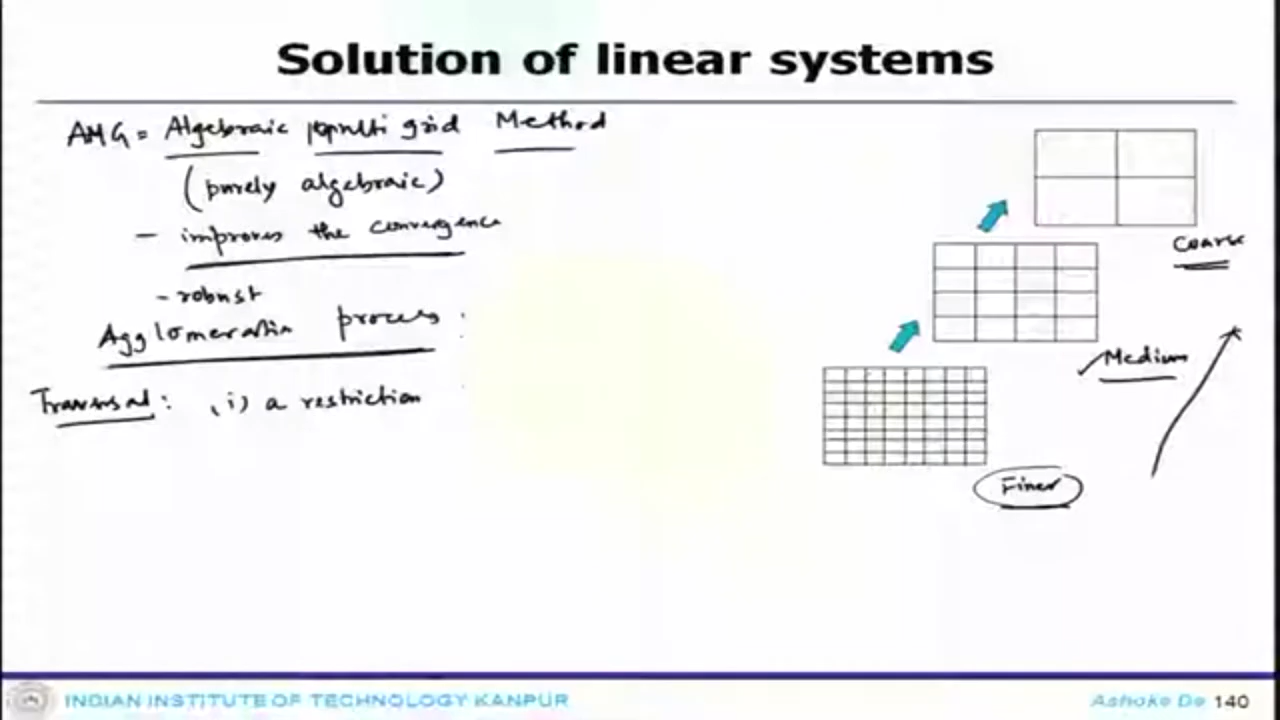 Solution of linear systems
AMG = Algebraic multi grid Method
(purely algebraic)
- improves the convergence
- robust
Agglomeration process :
Traversal : i) a restriction
Coarse
Medium
Finer
INDIAN INSTITUTE OF TECHNOLOGY KANPUR
Ashoke De 140